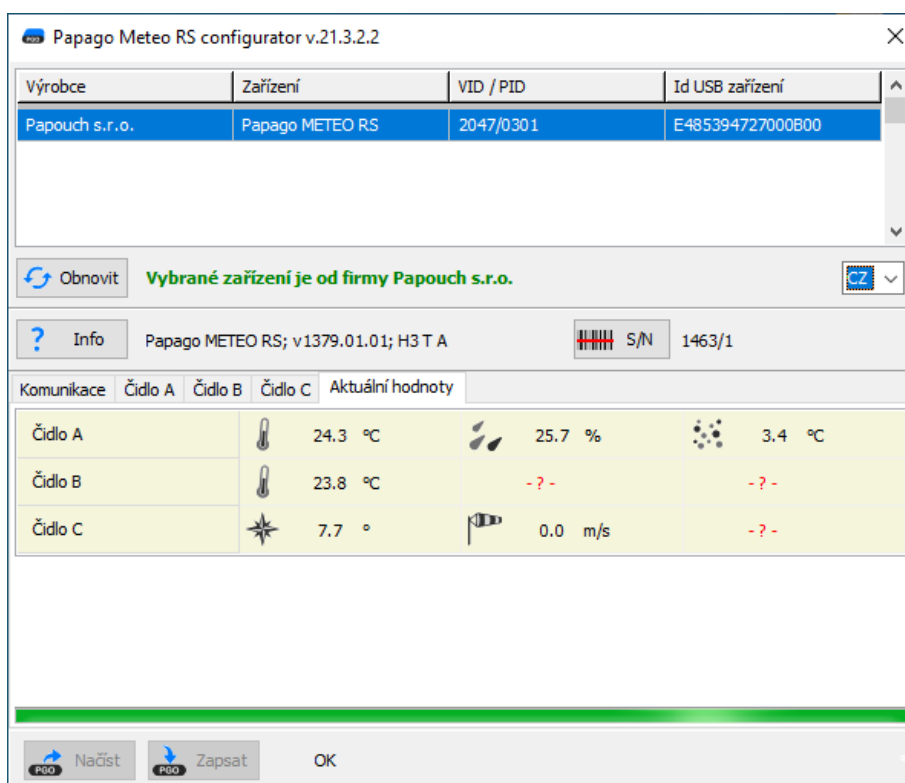 Papago Meteo RS configurator v.21.3.2.2
Výrobce Zařízení VID / PID Id USB zařízení
Papouch s.r.o. Papago METEO RS 2047/0301 E485394727000B00
Obnovit Vybrané zařízení je od firmy Papouch s.r.o. CZ
? Info Papago METEO RS; v1379.01.01; H3 T A S/N 1463/1
Komunikace Čidlo A Čidlo B Čidlo C Aktuální hodnoty
Čidlo A 24.3 °C 25.7 % 3.4 °C
Čidlo B 23.8 °C - ? - - ? -
Čidlo C 7.7 ° 0.0 m/s - ? -
PGO Načíst PGO Zapsat OK